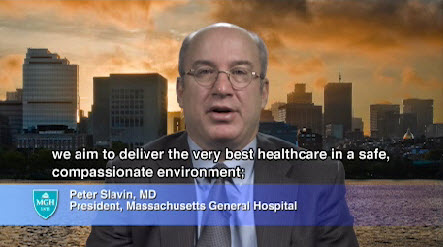 we aim to deliver the very best healthcare in a safe,
compassionate environment;
Peter Slavin, MD
President, Massachusetts General Hospital
MGH
1811